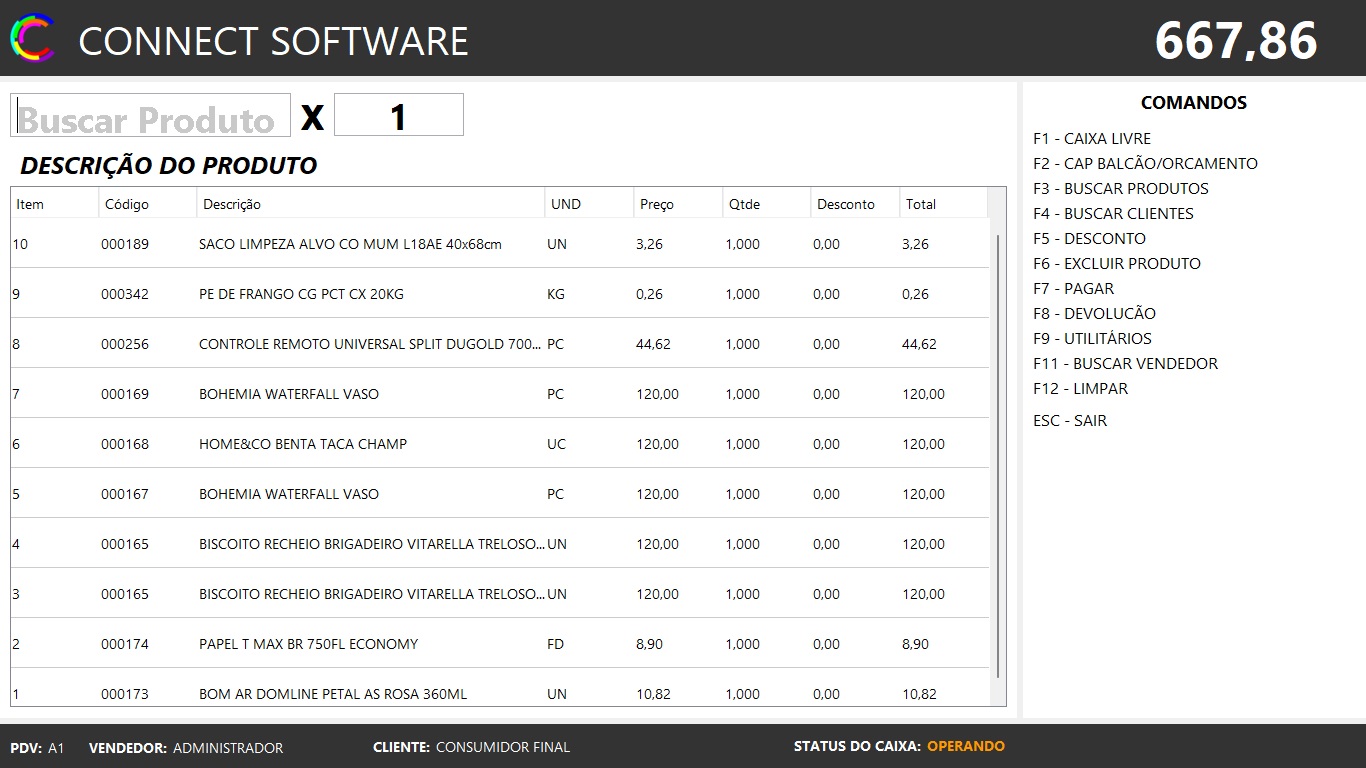 CONNECT SOFTWARE 667,86
Buscar Produto X 1
DESCRIÇÃO DO PRODUTO
Item Código Descrição UND Preço Qtde Desconto Total
10 000189 SACO LIMPEZA ALVO CO MUM L18AE 40x68cm UN 3,26 1,000 0,00 3,26
9 000342 PE DE FRANGO CG PCT CX 20KG KG 0,26 1,000 0,00 0,26
8 000256 CONTROLE REMOTO UNIVERSAL SPLIT DUGOLD 700... PC 44,62 1,000 0,00 44,62
7 000169 BOHEMIA WATERFALL VASO PC 120,00 1,000 0,00 120,00
6 000168 HOME&CO BENTA TACA CHAMP UC 120,00 1,000 0,00 120,00
5 000167 BOHEMIA WATERFALL VASO PC 120,00 1,000 0,00 120,00
4 000165 BISCOITO RECHEIO BRIGADEIRO VITARELLA TRELOSO... UN 120,00 1,000 0,00 120,00
3 000165 BISCOITO RECHEIO BRIGADEIRO VITARELLA TRELOSO... UN 120,00 1,000 0,00 120,00
2 000174 PAPEL T MAX BR 750FL ECONOMY FD 8,90 1,000 0,00 8,90
1 000173 BOM AR DOMLINE PETAL AS ROSA 360ML UN 10,82 1,000 0,00 10,82
COMANDOS
F1 - CAIXA LIVRE
F2 - CAP BALCÃO/ORCAMENTO
F3 - BUSCAR PRODUTOS
F4 - BUSCAR CLIENTES
F5 - DESCONTO
F6 - EXCLUIR PRODUTO
F7 - PAGAR
F8 - DEVOLUCÃO
F9 - UTILITÁRIOS
F11 - BUSCAR VENDEDOR
F12 - LIMPAR
ESC - SAIR
PDV: A1 VENDEDOR: ADMINISTRADOR CLIENTE: CONSUMIDOR FINAL STATUS DO CAIXA: OPERANDO